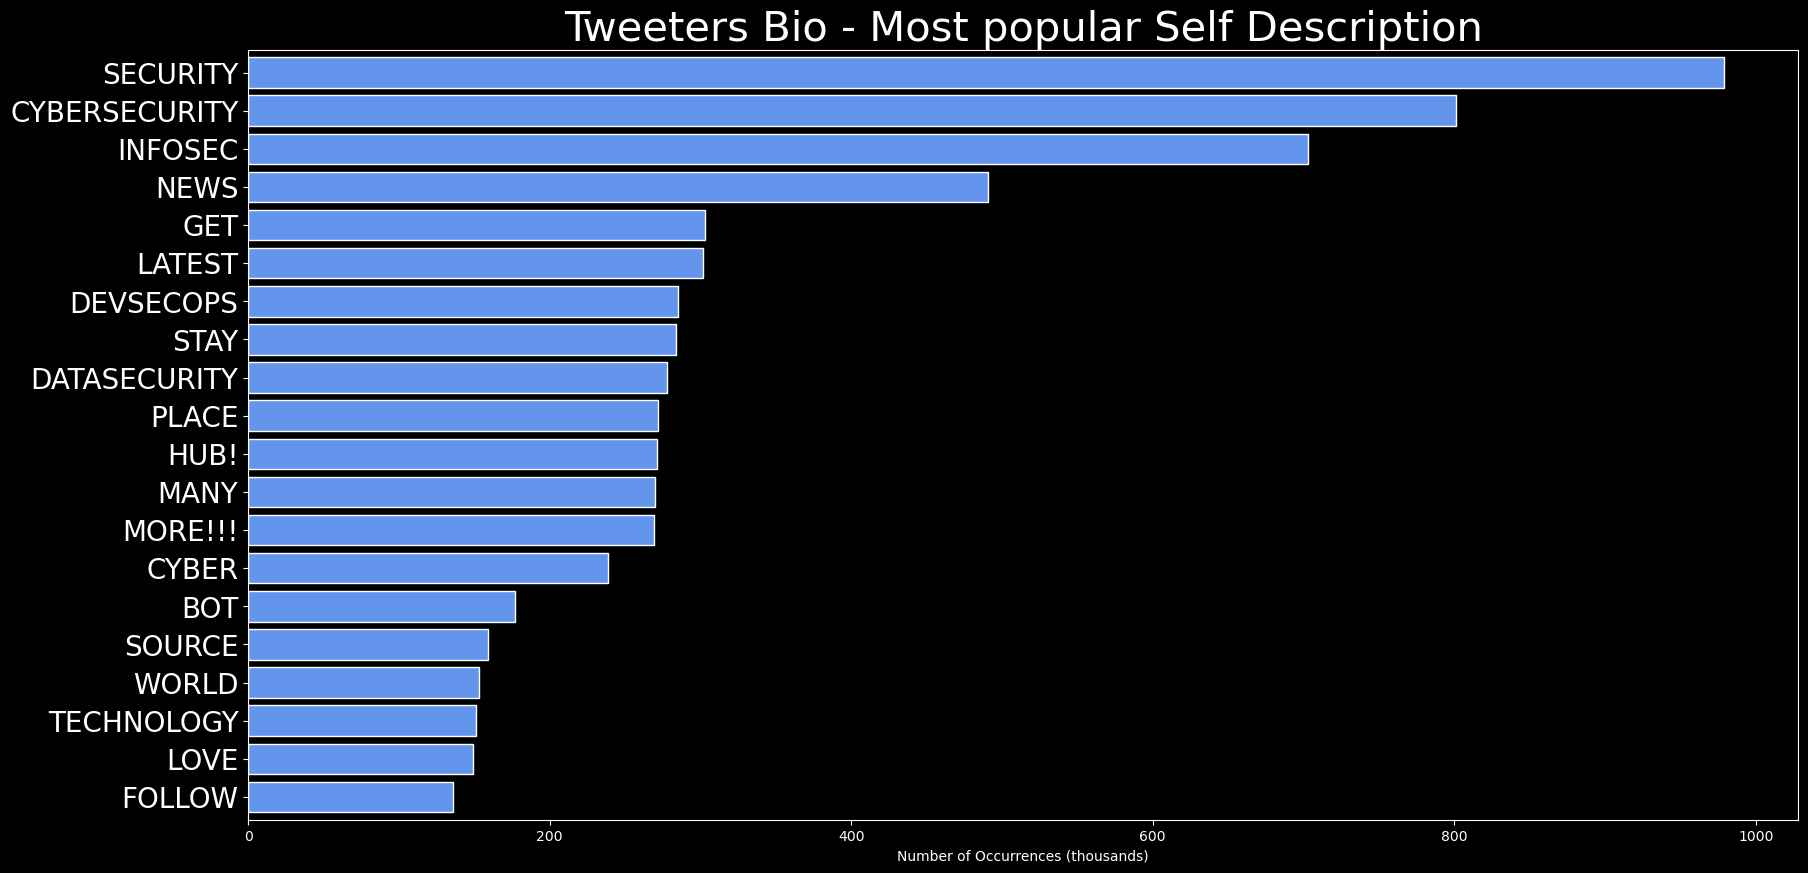 Tweeters Bio - Most popular Self Description
SECURITY
CYBERSECURITY
INFOSEC
NEWS
GET
LATEST
DEVSECOPS
STAY
DATASECURITY
PLACE
HUB!
MANY
MORE!!!
CYBER
BOT
SOURCE
WORLD
TECHNOLOGY
LOVE
FOLLOW
0 200 400 600 800 1000
Number of Occurrences (thousands)